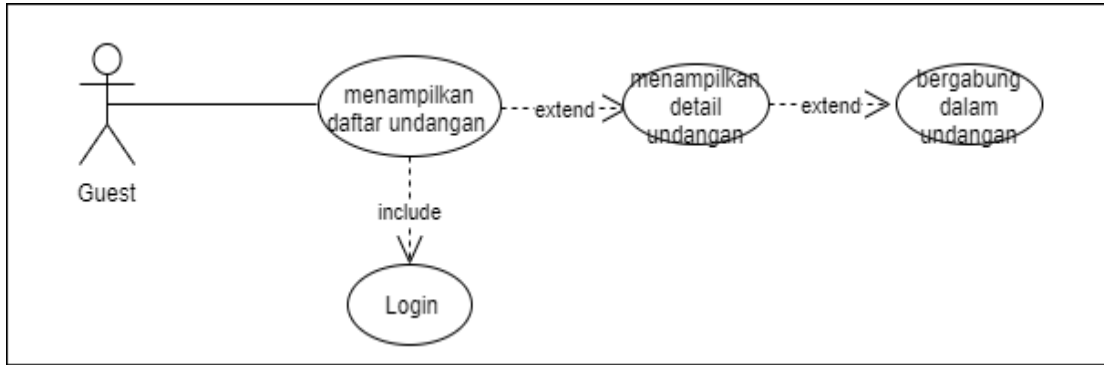 menampilkan
daftar undangan
extend
menampilkan
detail
undangan
extend
bergabung
dalam
undangan
Guest
include
Login